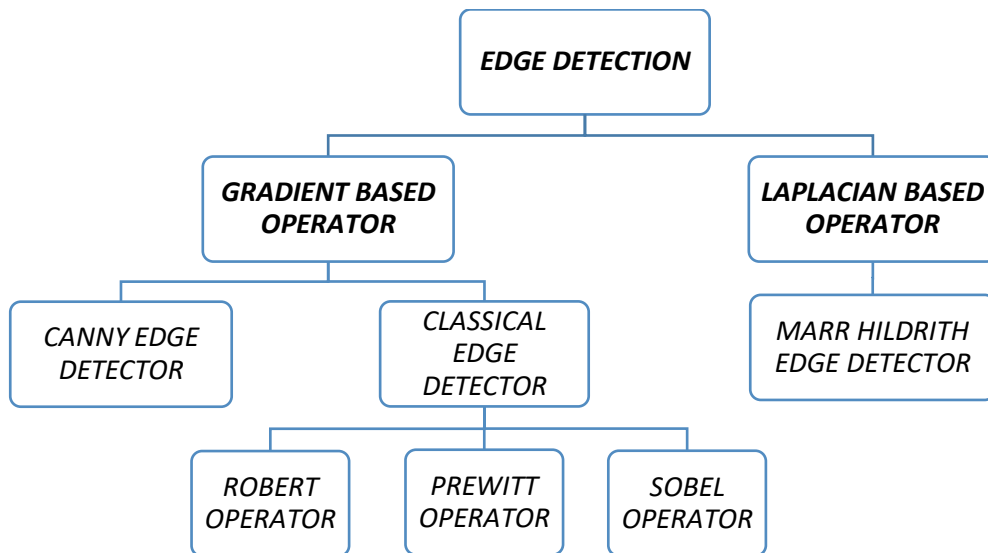 EDGE DETECTION
GRADIENT BASED
OPERATOR
LAPLACIAN BASED
OPERATOR
CANNY EDGE
DETECTOR
CLASSICAL
EDGE
DETECTOR
MARR HILDRITH
EDGE DETECTOR
ROBERT
OPERATOR
PREWITT
OPERATOR
SOBEL
OPERATOR